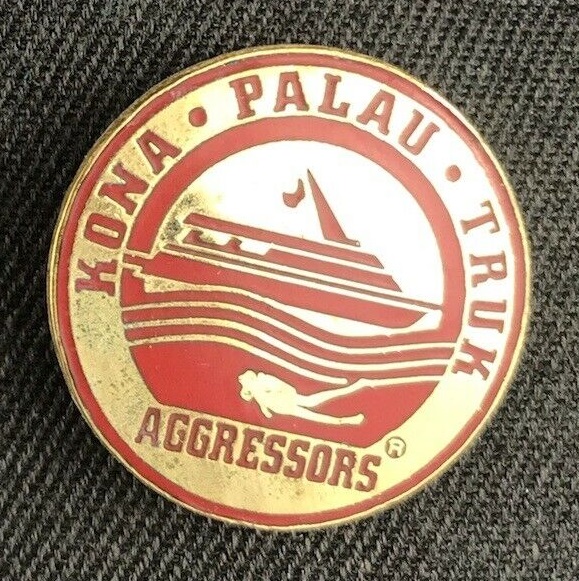 KONA • PALAU • TRUK
AGGRESSORS®